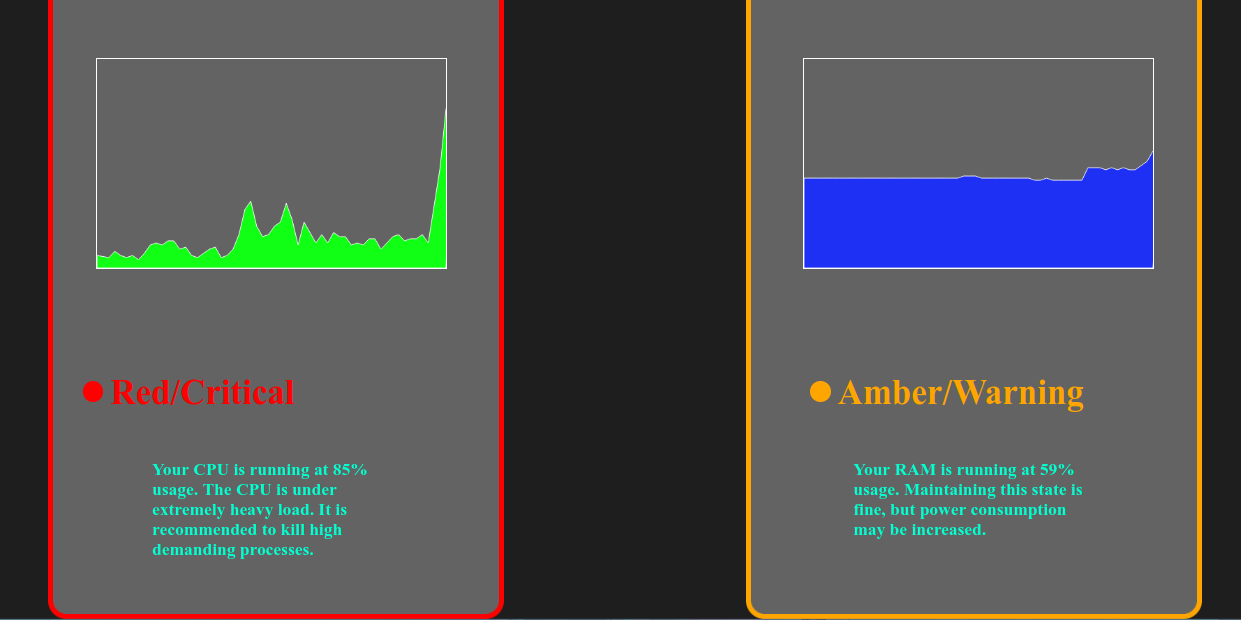 Red/Critical
Your CPU is running at 85%
usage. The CPU is under
extremely heavy load. It is
recommended to kill high
demanding processes.
Amber/Warning
Your RAM is running at 59%
usage. Maintaining this state is
fine, but power consumption
may be increased.